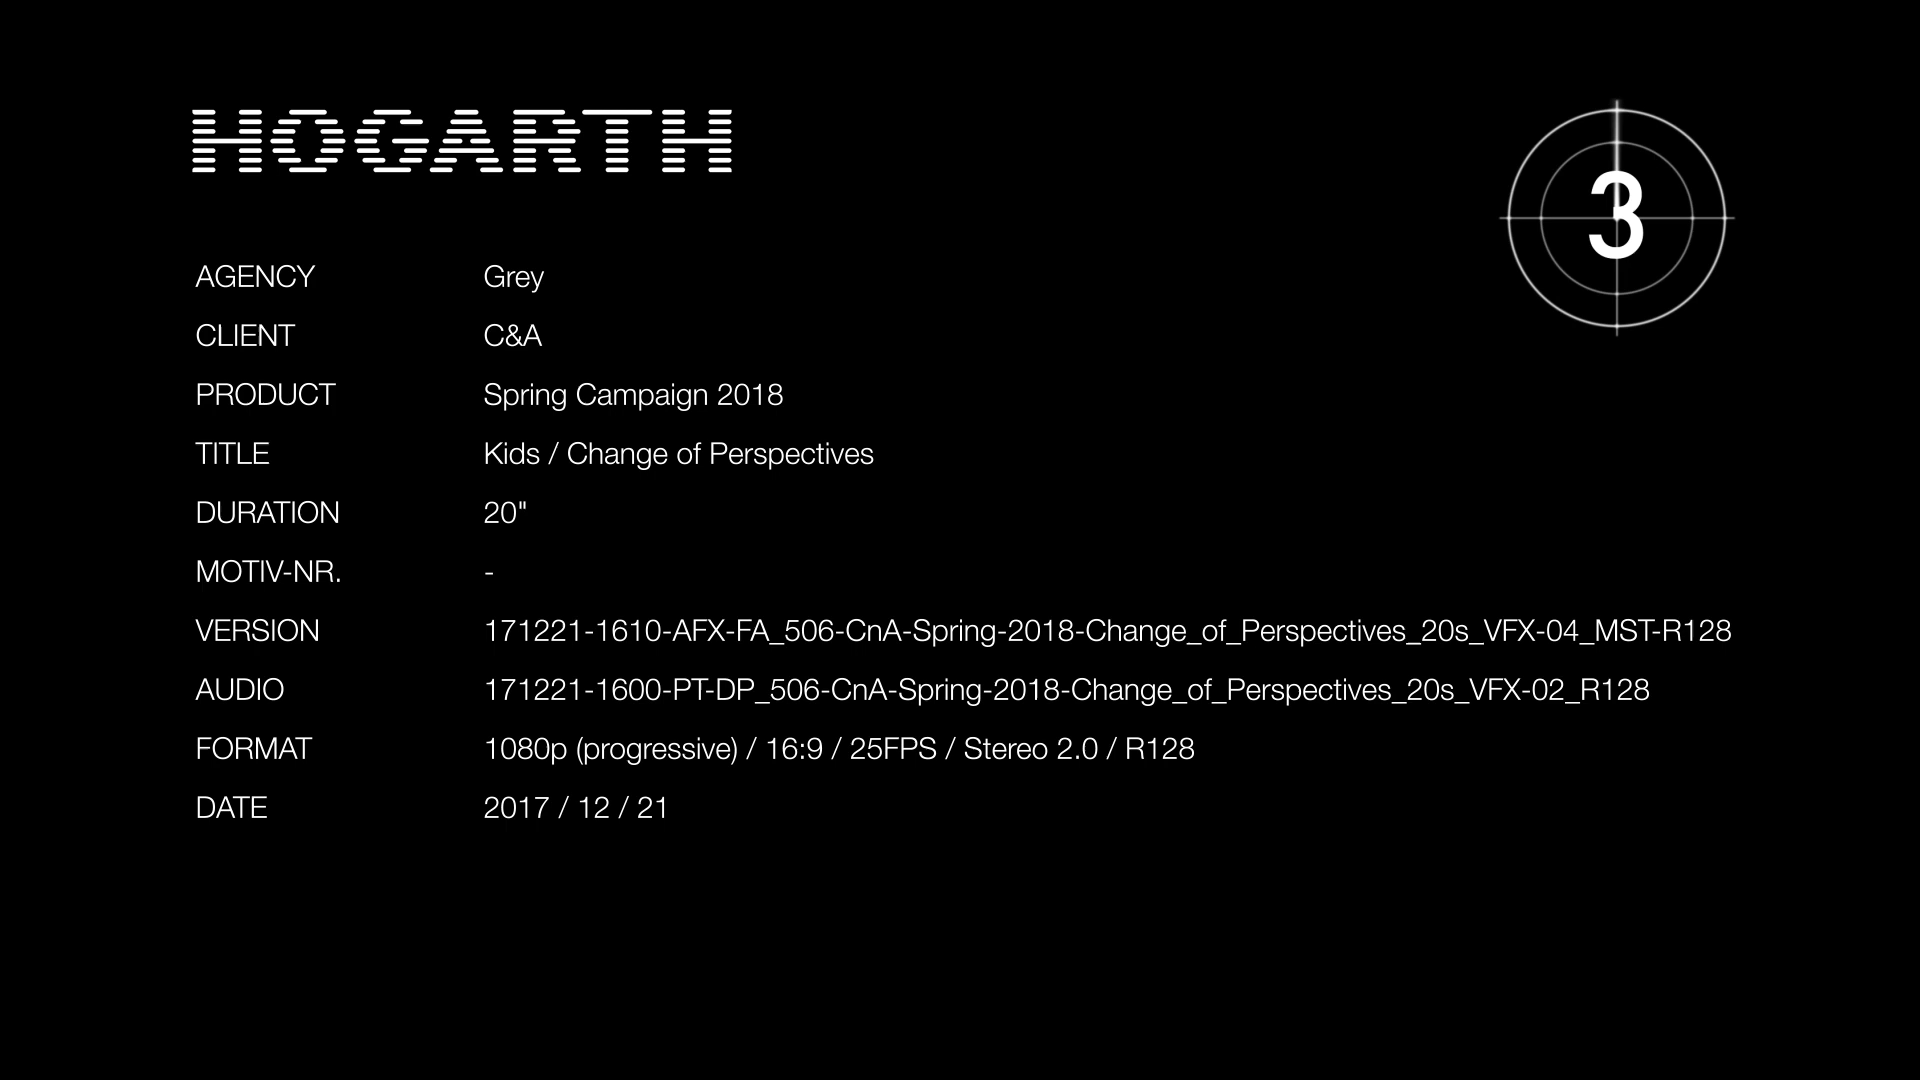 HOGARTH
3
AGENCY Grey
CLIENT C&A
PRODUCT Spring Campaign 2018
TITLE Kids / Change of Perspectives
DURATION 20"
MOTIV-NR. -
VERSION 171221-1610-AFX-FA_506-CnA-Spring-2018-Change_of_Perspectives_20s_VFX-04_MST-R128
AUDIO 171221-1600-PT-DP_506-CnA-Spring-2018-Change_of_Perspectives_20s_VFX-02_R128
FORMAT 1080p (progressive) / 16:9 / 25FPS / Stereo 2.0 / R128
DATE 2017 / 12 / 21